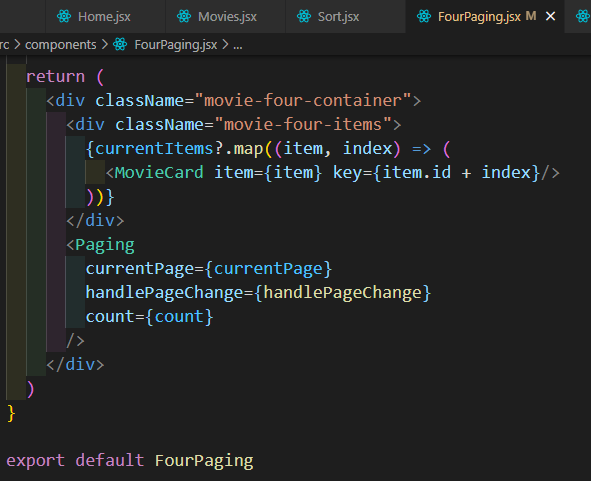 Home.jsx Movies.jsx Sort.jsx FourPaging.jsx M
rc > components > FourPaging.jsx > ...
return (
<div className="movie-four-container">
<div className="movie-four-items">
{currentItems?.map((item, index) => (
<MovieCard item={item} key={item.id + index}/>
))}
</div>
<Paging
currentPage={currentPage}
handlePageChange={handlePageChange}
count={count}
/>
</div>
)
}
export default FourPaging